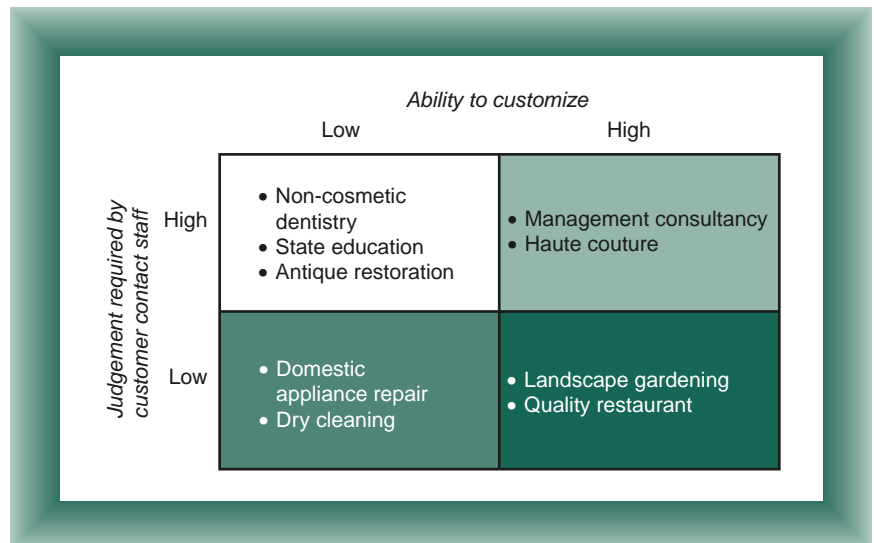 Ability to customize
Low
High
Judgement required by
customer contact staff
High
• Non-cosmetic
dentistry
• State education
• Antique restoration
• Management consultancy
• Haute couture
Low
• Domestic
appliance repair
• Dry cleaning
• Landscape gardening
• Quality restaurant